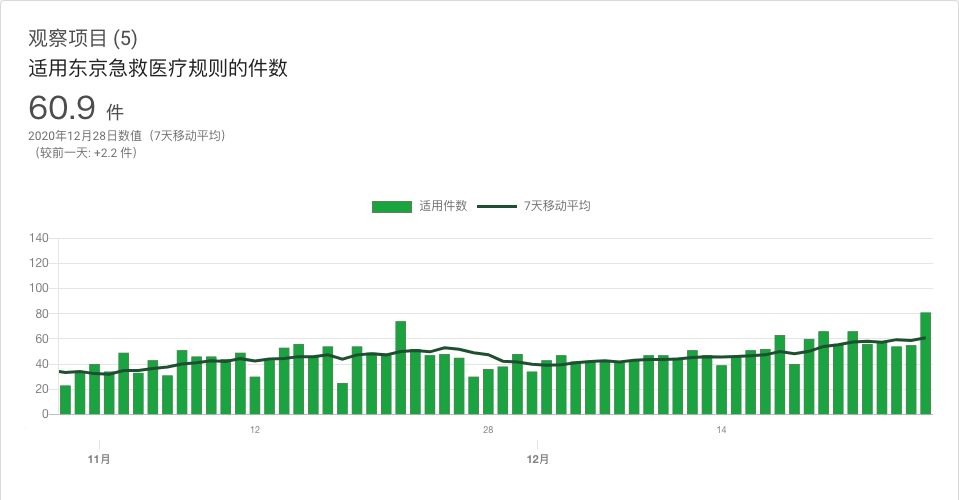 观察项目 (5)
适用东京急救医疗规则的件数
60.9 件
2020年12月28日数值（7天移动平均）
（较前一天: +2.2 件）
适用件数 7天移动平均
140
120
100
80
60
40
20
0
12 28 14
11月 12月